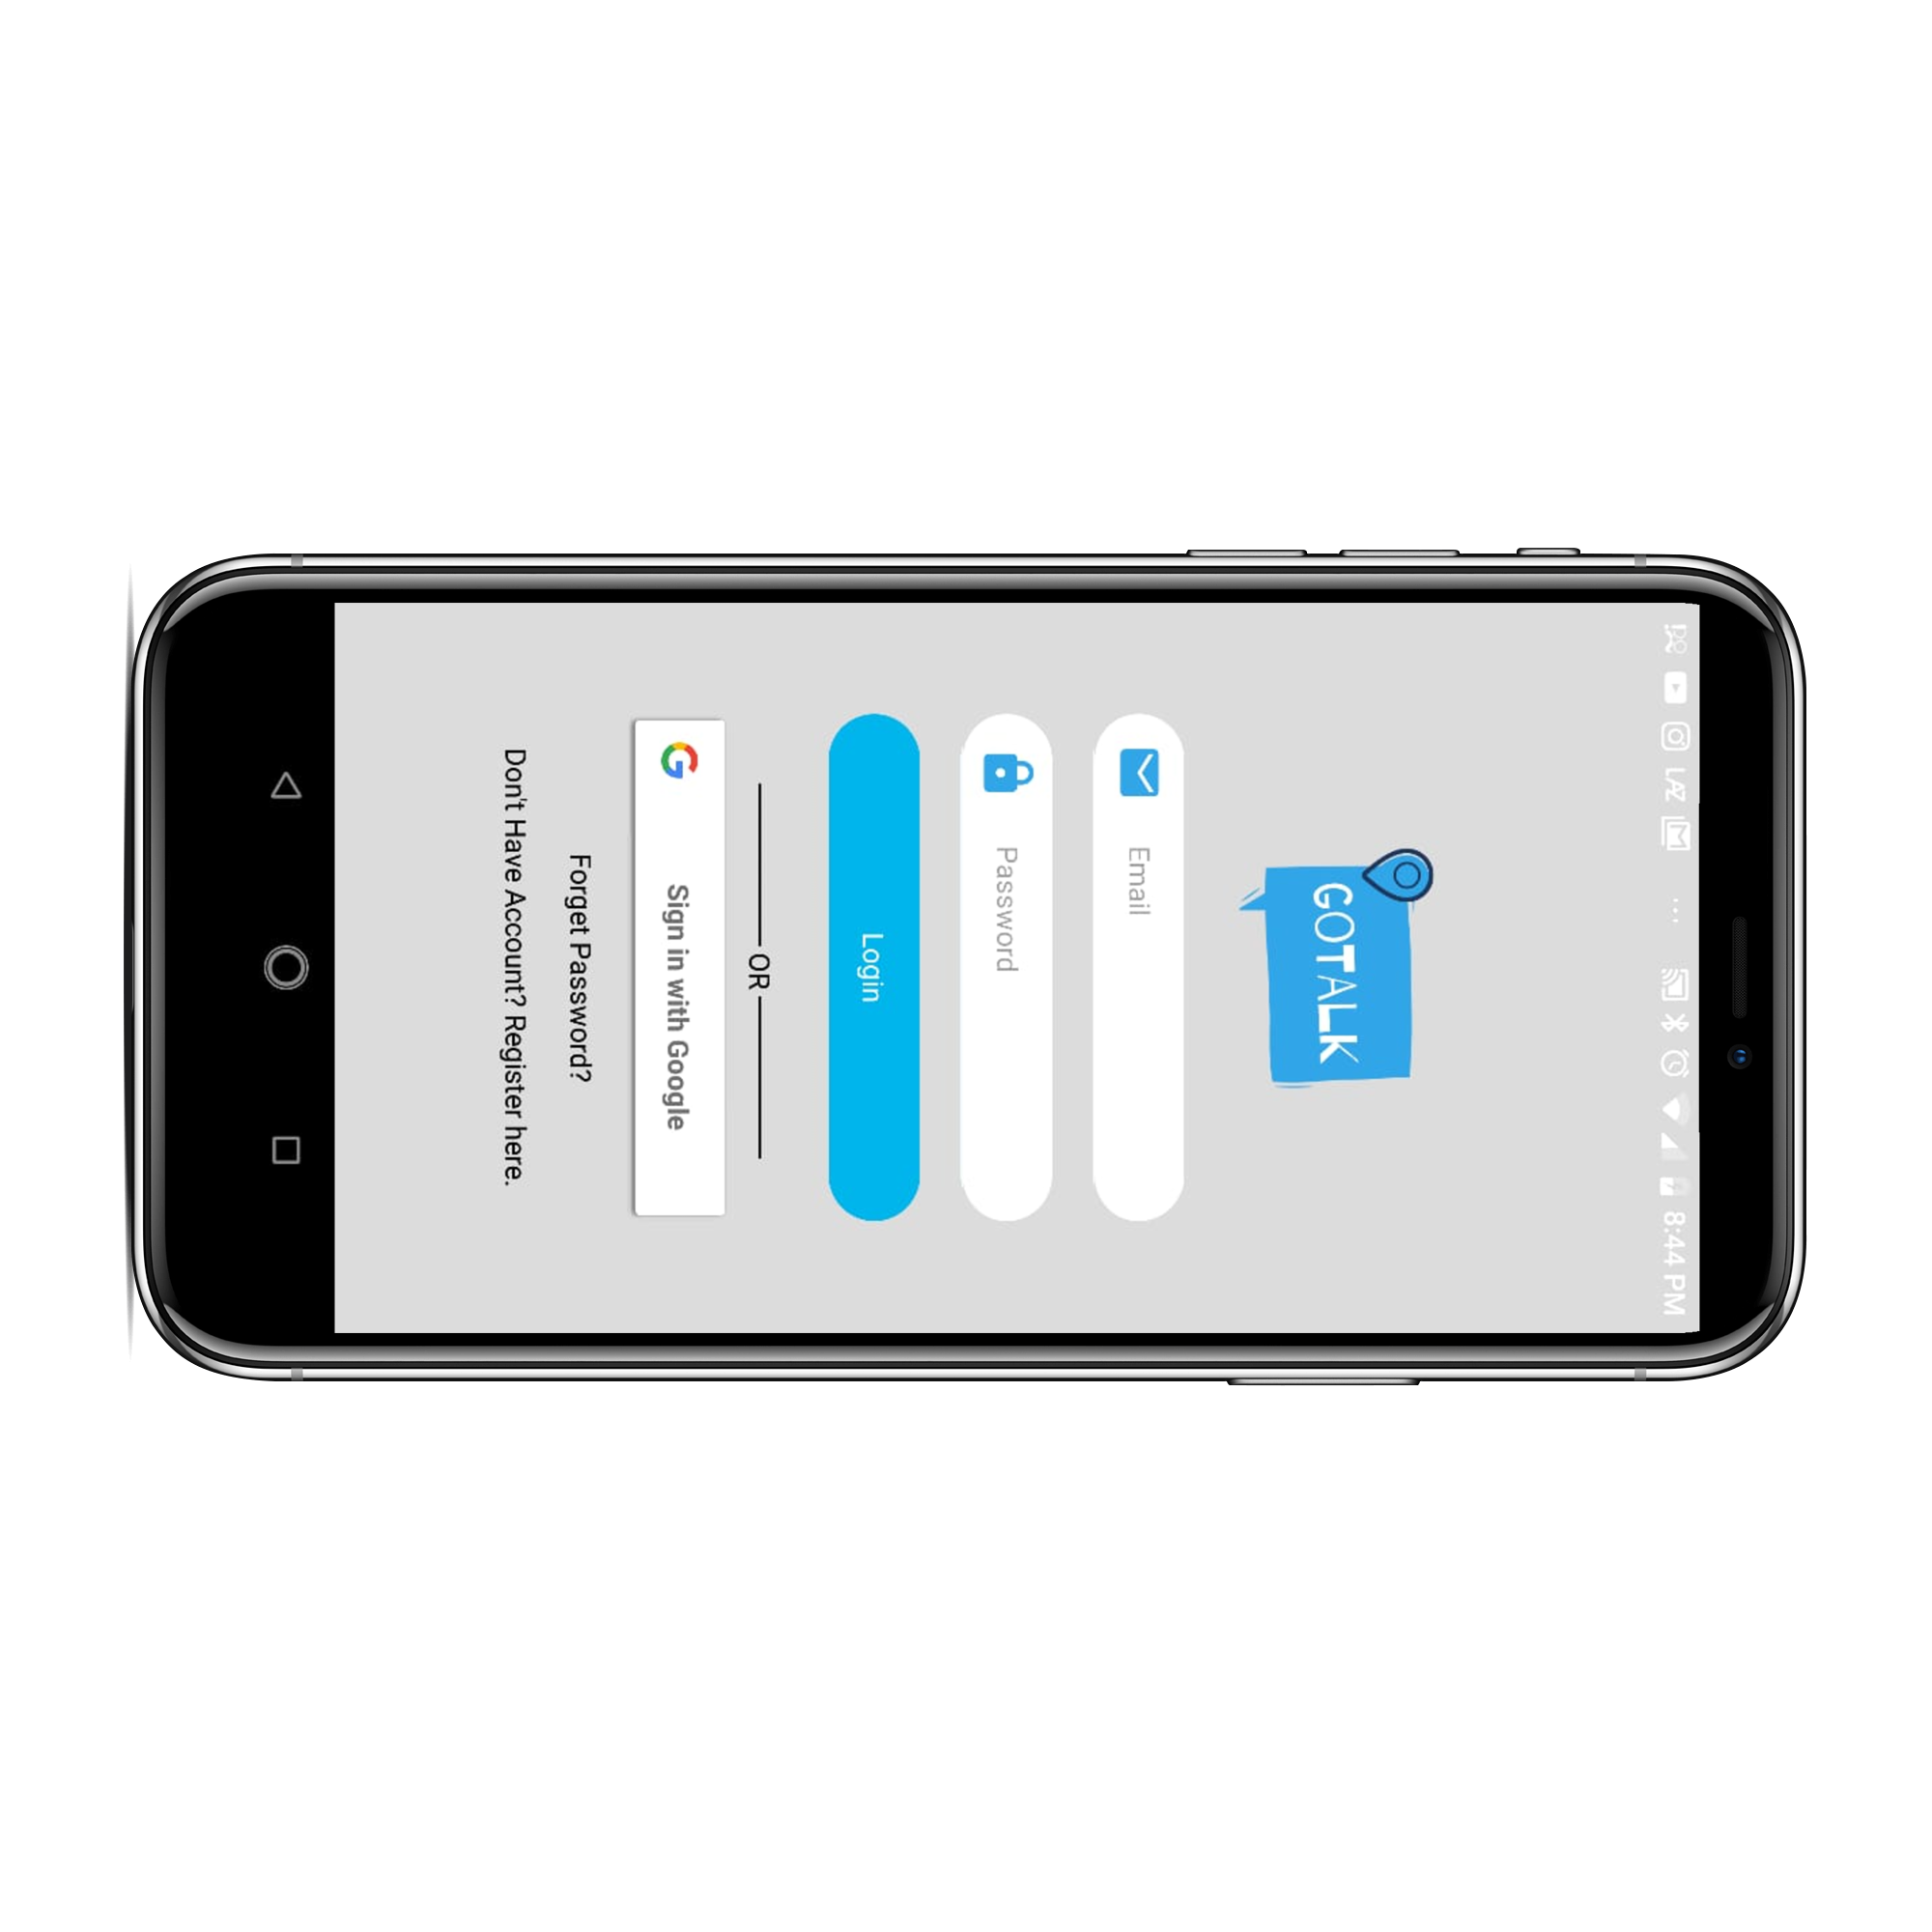 8:44 PM
GOTALK
Email
Password
Login
OR
Sign in with Google
Forget Password?
Don't Have Account? Register here.